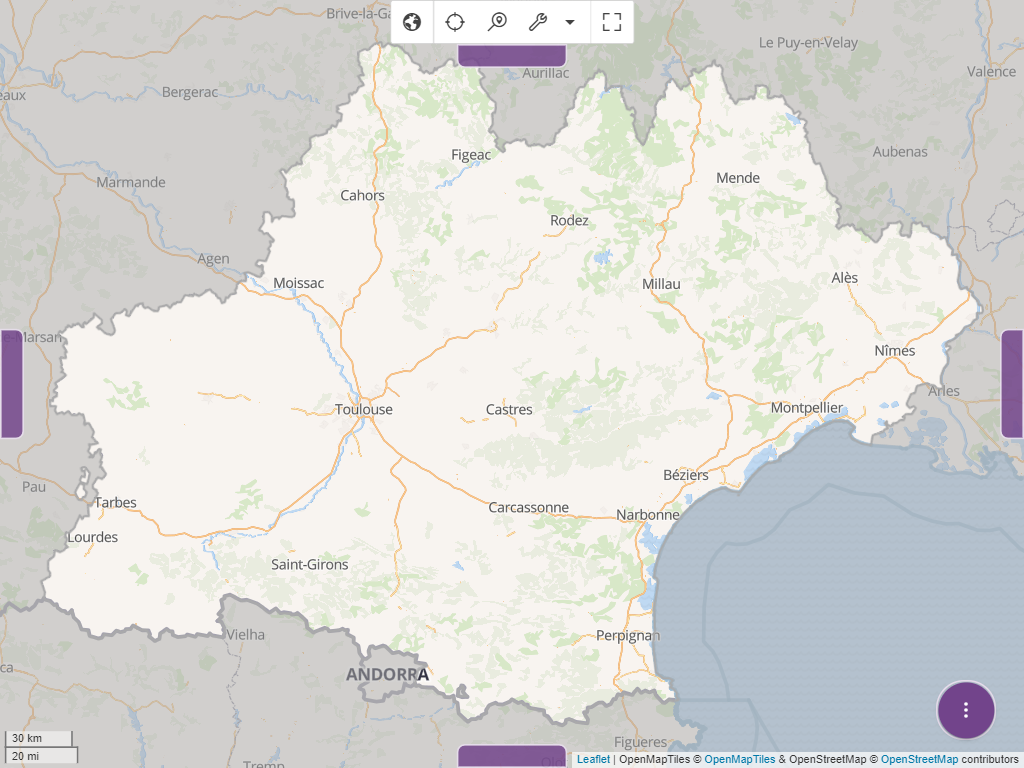 Brive-la-Ga
Le Puy-en-Velay
Aurillac
Valence
eaux
Bergerac
Figeac
Aubenas
Marmande
Mende
Cahors
Rodez
Agen
Moissac
Millau
Alès
e-Marsan
Nîmes
Arles
Toulouse
Castres
Montpellier
Béziers
Pau
Tarbes
Carcassonne
Narbonne
Lourdes
Saint-Girons
Vielha
Perpignan
ca
ANDORRA
Figueres
30 km
20 mi
Tremp
Leaflet | OpenMapTiles © OpenMapTiles & OpenStreetMap © OpenStreetMap contributors